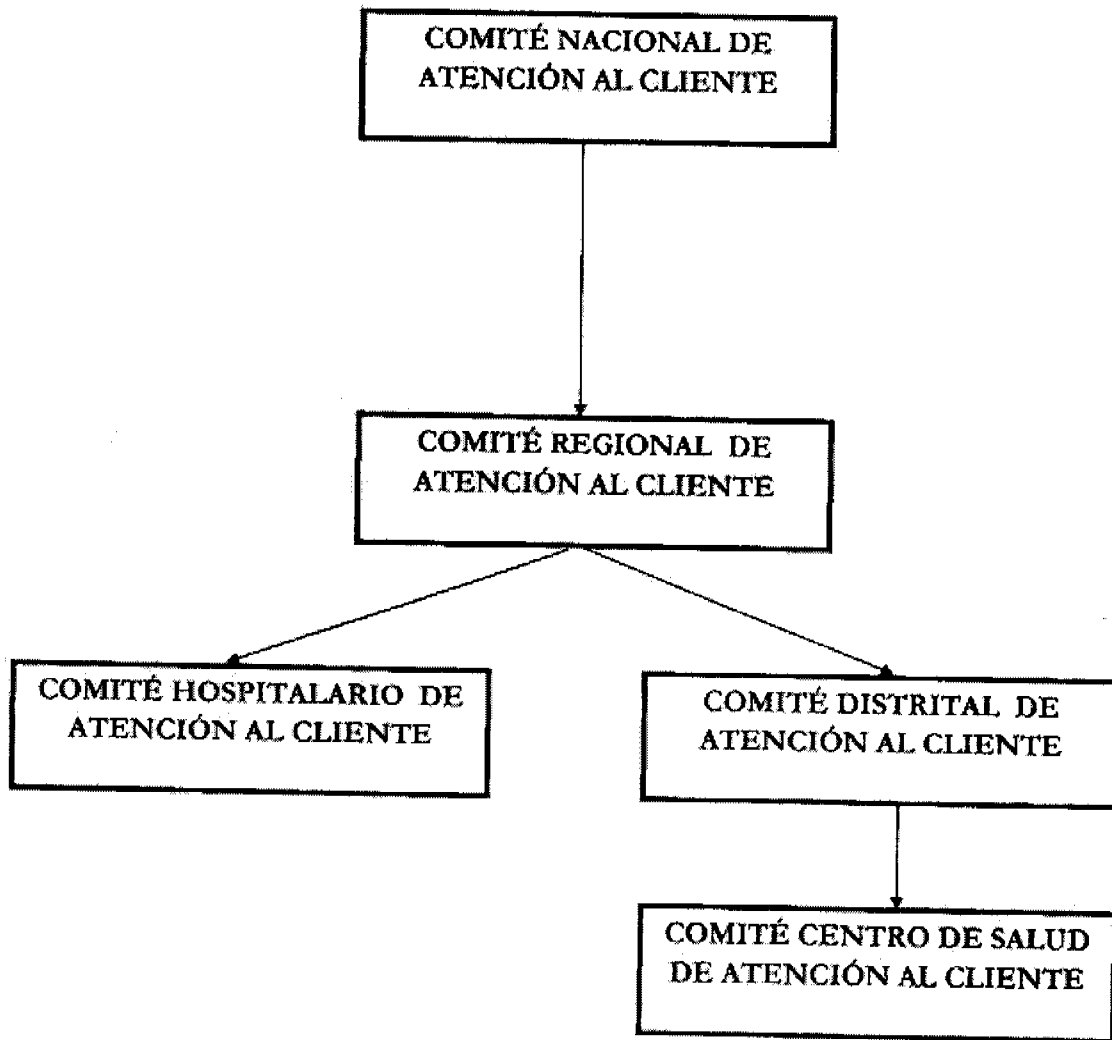 COMITÉ NACIONAL DE
ATENCIÓN AL CLIENTE
COMITÉ REGIONAL DE
ATENCIÓN AL CLIENTE
COMITÉ HOSPITALARIO DE
ATENCIÓN AL CLIENTE
COMITÉ DISTRITAL DE
ATENCIÓN AL CLIENTE
COMITÉ CENTRO DE SALUD
DE ATENCIÓN AL CLIENTE